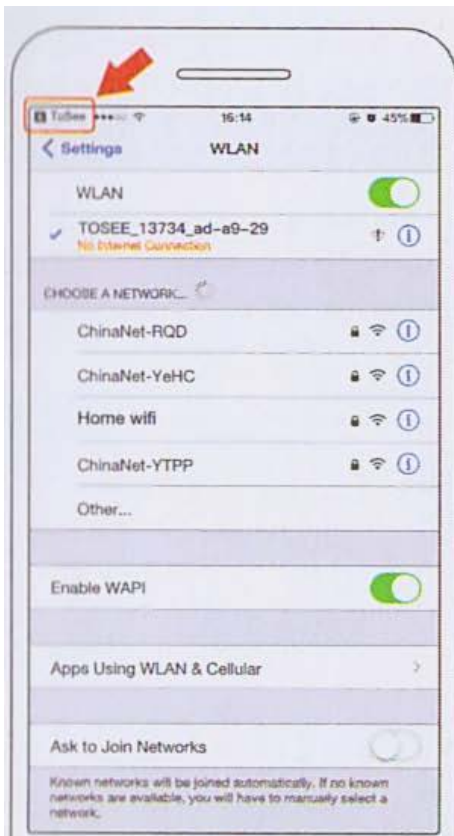 ToSee 16:14 45%
Settings WLAN
WLAN
TOSEE_13734_ad-a9-29
No Internet Connection
CHOOSE A NETWORK...
ChinaNet-RQD
ChinaNet-YeHC
Home wifi
ChinaNet-YTPP
Other...
Enable WAPI
Apps Using WLAN & Cellular
Ask to Join Networks
Known networks will be joined automatically. If no known
networks are available, you will have to manually select a
network.